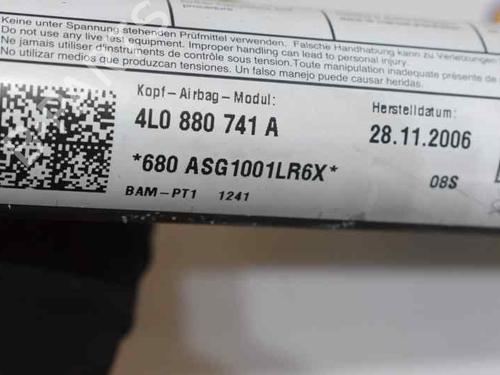 Keine unter Spannung stehenden Prüfmittel verwenden. Falsche Handhabung kann zu Verletzungen
Do not use any live test equipment. Improper handling can lead to personal injury.
Ne jamais utiliser d'instruments de contrôle sous tension. Toute manipulation inadequate présente de
No utilizar medios que produzcan tensiones. Un falso manejo puede causar heridas.
Kopf-Airbag-Modul: Herstelldatum:
4L0 880 741 A 28.11.2006
*680 ASG1001LR6X* 08S
BAM-PT1 1241